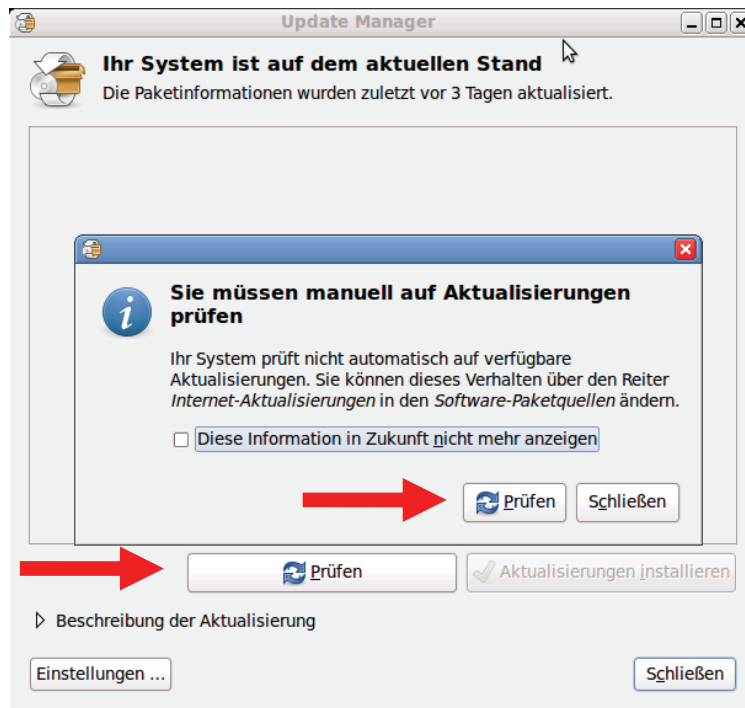 Update Manager
Ihr System ist auf dem aktuellen Stand
Die Paketinformationen wurden zuletzt vor 3 Tagen aktualisiert.
Sie müssen manuell auf Aktualisierungen
prüfen
Ihr System prüft nicht automatisch auf verfügbare
Aktualisierungen. Sie können dieses Verhalten über den Reiter
Internet-Aktualisierungen in den Software-Paketquellen ändern.
Diese Information in Zukunft nicht mehr anzeigen
Prüfen Schließen
Prüfen Aktualisierungen installieren
Beschreibung der Aktualisierung
Einstellungen ... Schließen